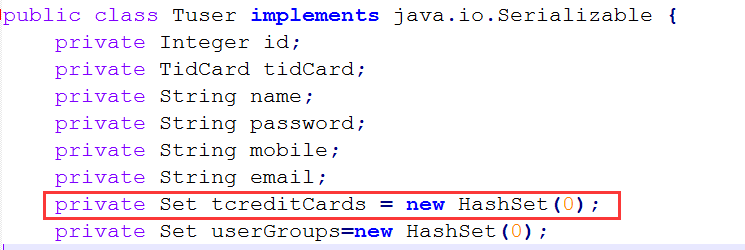 public class Tuser implements java.io.Serializable {
private Integer id;
private TidCard tidCard;
private String name;
private String password;
private String mobile;
private String email;
private Set tcreditCards = new HashSet(0);
private Set userGroups=new HashSet(0);